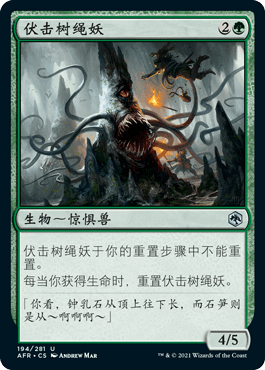 伏击树绳妖 2
生物～惊惧兽
伏击树绳妖于你的重置步骤中不能重
置。
每当你获得生命时，重置伏击树绳妖。
「你看，钟乳石从顶上往下长，而石笋则
是从～啊啊啊～」
4/5
194/281 U
AFR • CS ANDREW MAR
™ & © 2021 Wizards of the Coast